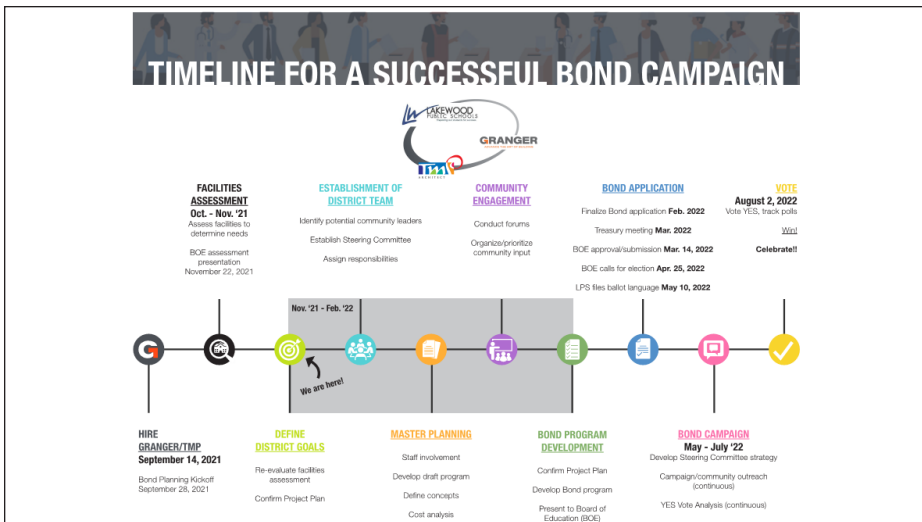 TIMELINE FOR A SUCCESSFUL BOND CAMPAIGN
LAKEWOOD
PUBLIC SCHOOLS
GRANGER
TMP
ARCHITECT
FACILITIES
ASSESSMENT
Oct. - Nov. '21
Assess facilities to
determine needs
BOE assessment
presentation
November 22, 2021
ESTABLISHMENT OF
DISTRICT TEAM
Identify potential community leaders
Establish Steering Committee
Assign responsibilities
COMMUNITY
ENGAGEMENT
Conduct forums
Organize/prioritize
community input
BOND APPLICATION
Finalize Bond application Feb. 2022
Treasury meeting Mar. 2022
BOE approval/submission Mar. 14, 2022
BOE calls for election Apr. 25, 2022
LPS files ballot language May 10, 2022
VOTE
August 2, 2022
Vote YES, track polls
Win!
Celebrate!!
Nov. '21 - Feb. '22
We are here!
HIRE
GRANGER/TMP
September 14, 2021
Bond Planning Kickoff
September 28, 2021
DEFINE
DISTRICT GOALS
Re-evaluate facilities
assessment
Confirm Project Plan
MASTER PLANNING
Staff involvement
Develop draft program
Define concepts
Cost analysis
BOND PROGRAM
DEVELOPMENT
Confirm Project Plan
Develop Bond program
Present to Board of
Education (BOE)
BOND CAMPAIGN
May - July '22
Develop Steering Committee strategy
Campaign/community outreach
(continuous)
YES Vote Analysis (continuous)